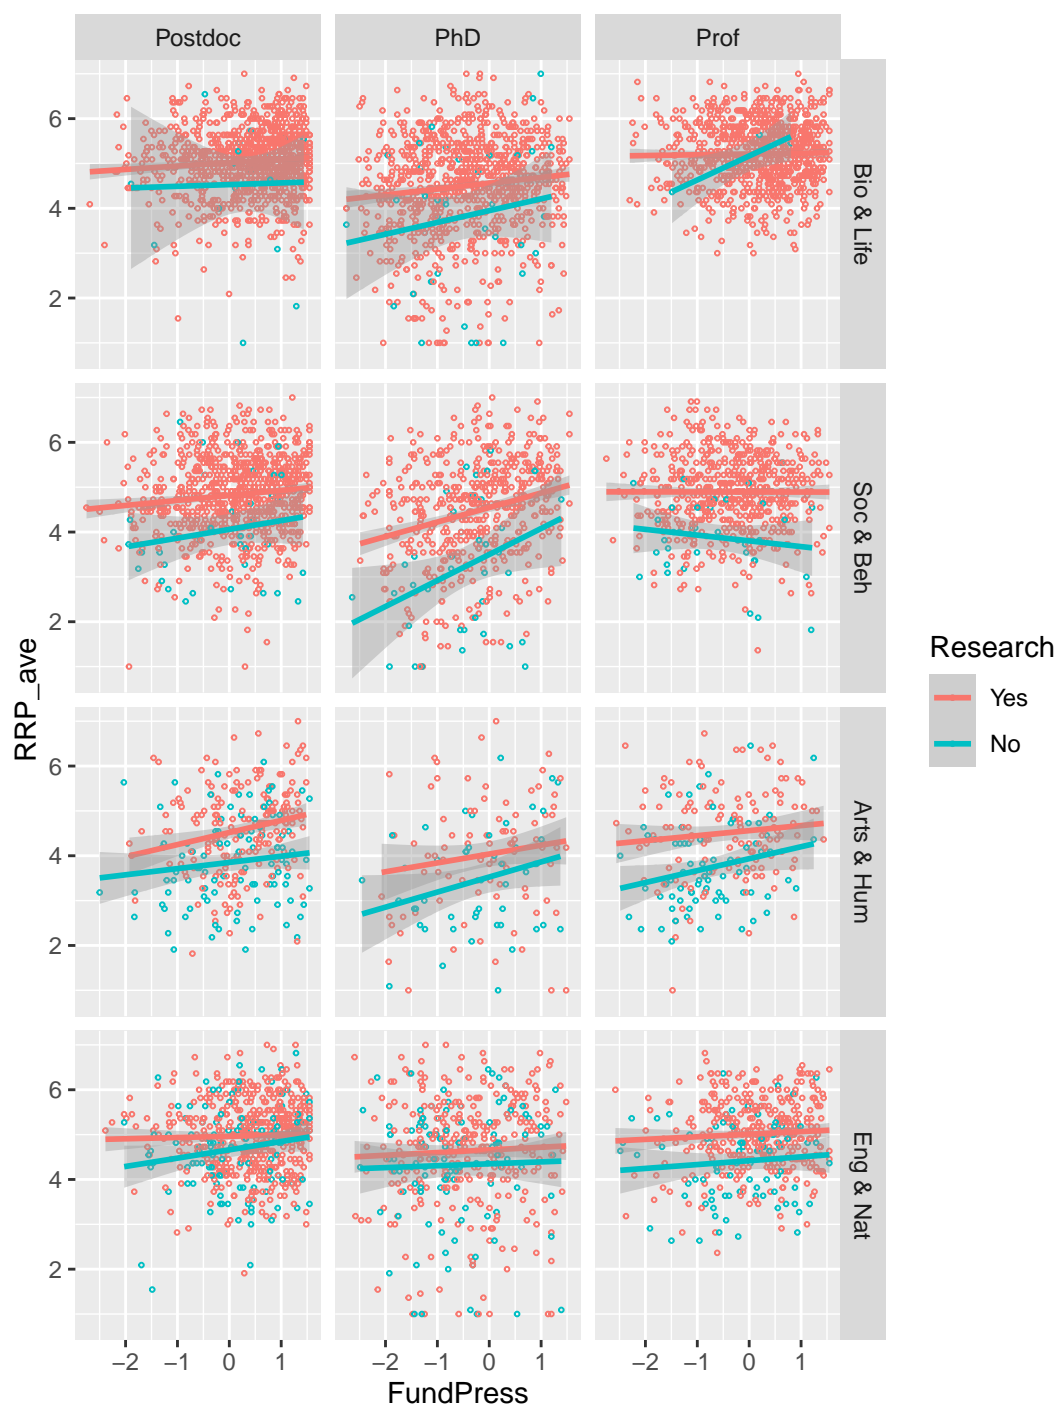 Postdoc PhD Prof
6
4
2
Bio & Life
6
4
2
Soc & Beh
RRP_ave
6
4
2
Arts & Hum
6
4
2
Eng & Nat
−2 −1 0 1 −2 −1 0 1 −2 −1 0 1
FundPress
Research
Yes
No